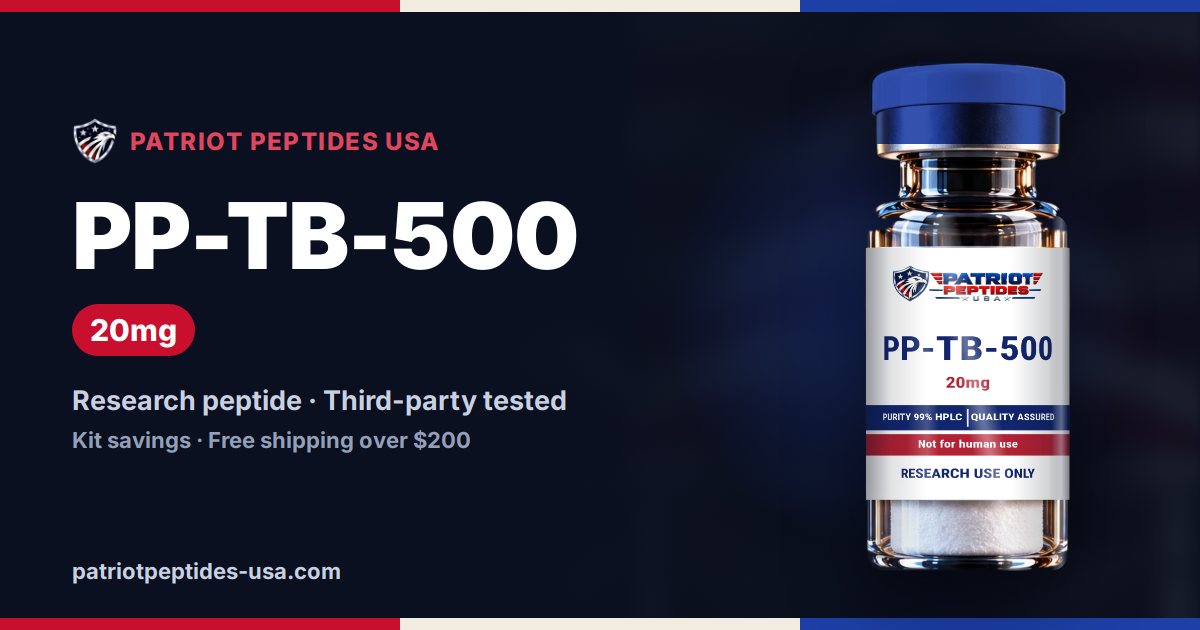 PATRIOT PEPTIDES USA
PP-TB-500
20mg
Research peptide · Third-party tested
Kit savings · Free shipping over $200
patriotpeptides-usa.com
PATRIOT
PEPTIDES
USA
PP-TB-500
20mg
PURITY 99% HPLC | QUALITY ASSURED
Not for human use
RESEARCH USE ONLY